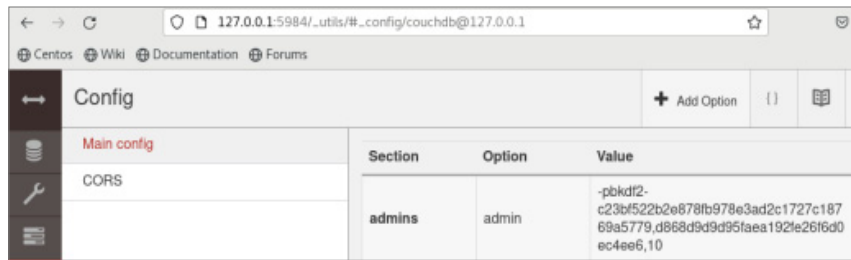 127.0.0.1:5984/_utils/#_config/couchdb@127.0.0.1
Centos Wiki Documentation Forums
Config
Add Option { }
Main config
CORS
Section Option Value
admins admin -pbkdf2-
c23bf522b2e878fb978e3ad2c1727c187
69a5779,d868d9d9d95faea192fe26f6d0
ec4ee6,10